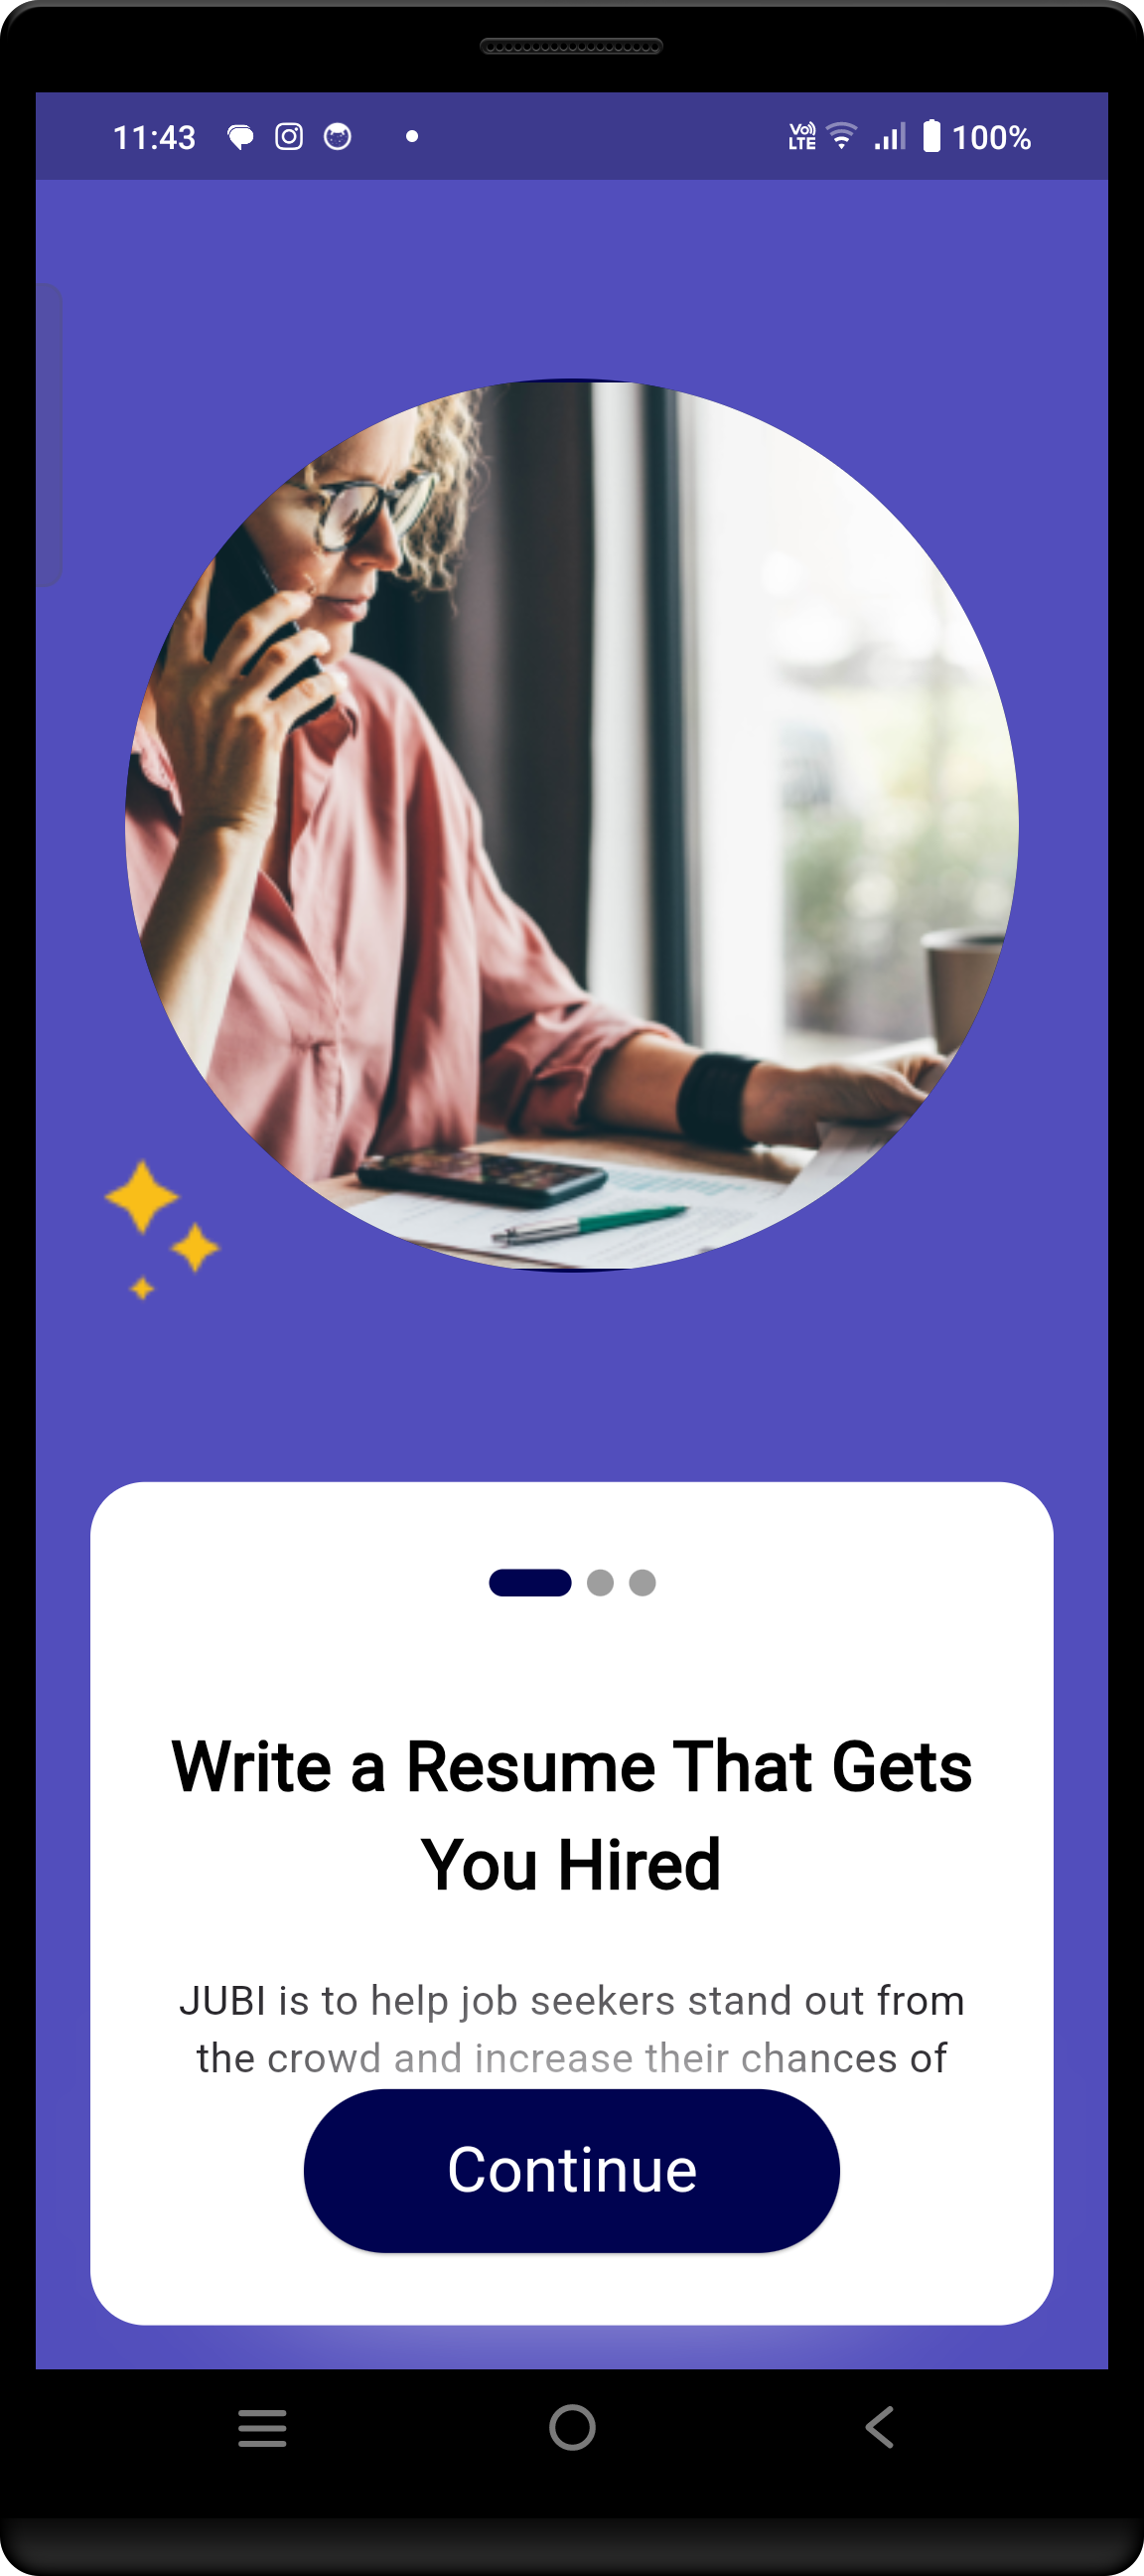 11:43 Vo) LTE 100%
Write a Resume That Gets
You Hired
JUBI is to help job seekers stand out from
the crowd and increase their chances of
Continue